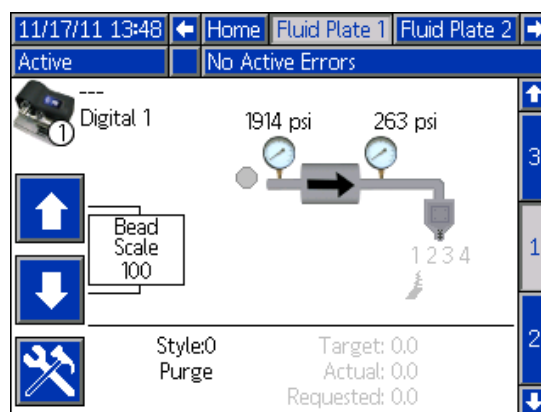 11/17/11 13:48 Home Fluid Plate 1 Fluid Plate 2
Active No Active Errors
---
1 Digital 1
1914 psi 263 psi
3
Bead
Scale
100
1 2 3 4
1
Style:0 Target: 0.0
2
Purge Actual: 0.0
Requested: 0.0